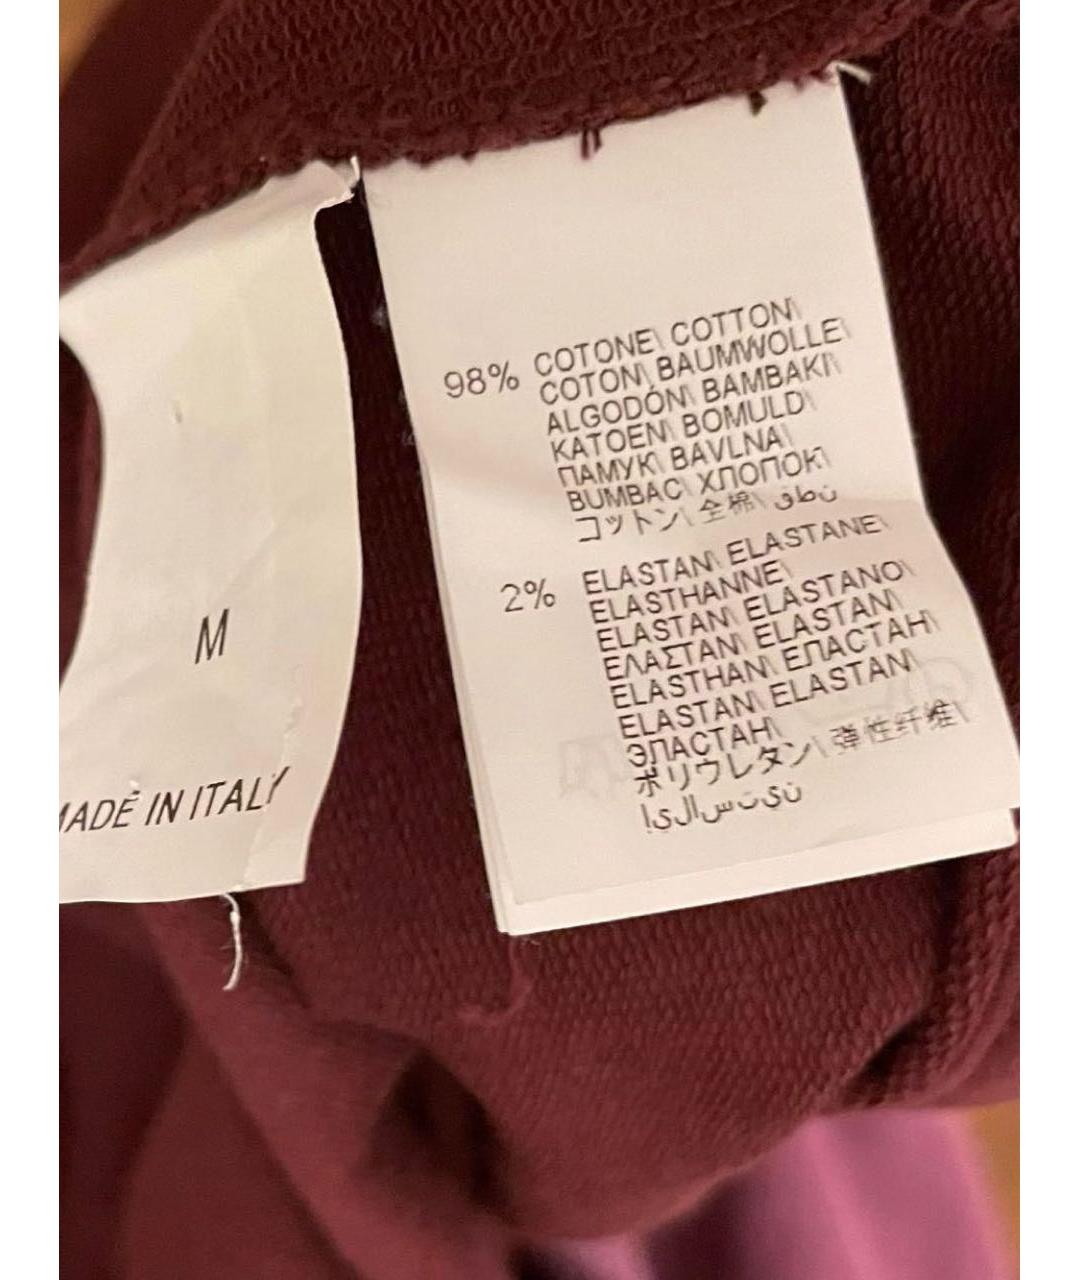 M
MADE IN ITALY
98% COTONE\ COTTON\
COTON\ BAUMWOLLE\
ALGODÓN\ BAMBAKI\
KATOEN\ BOMULD\
ПАМУК\ BAVLNA\
BUMBAC\ ХЛОПОК\
コットン\ 全棉\ قطن
2% ELASTAN\ ELASTANE\
ELASTHANNE\
ELASTAN\ ELASTANO\
ΕΛΑΣΤΑΝ\ ELASTAN\
ELASTHAN\ ЕЛАСТАН\
ELASTAN\ ELASTAN\
ЭЛАСТАН\
ポリウレタン\ 弹性纤维\
إيلاستين